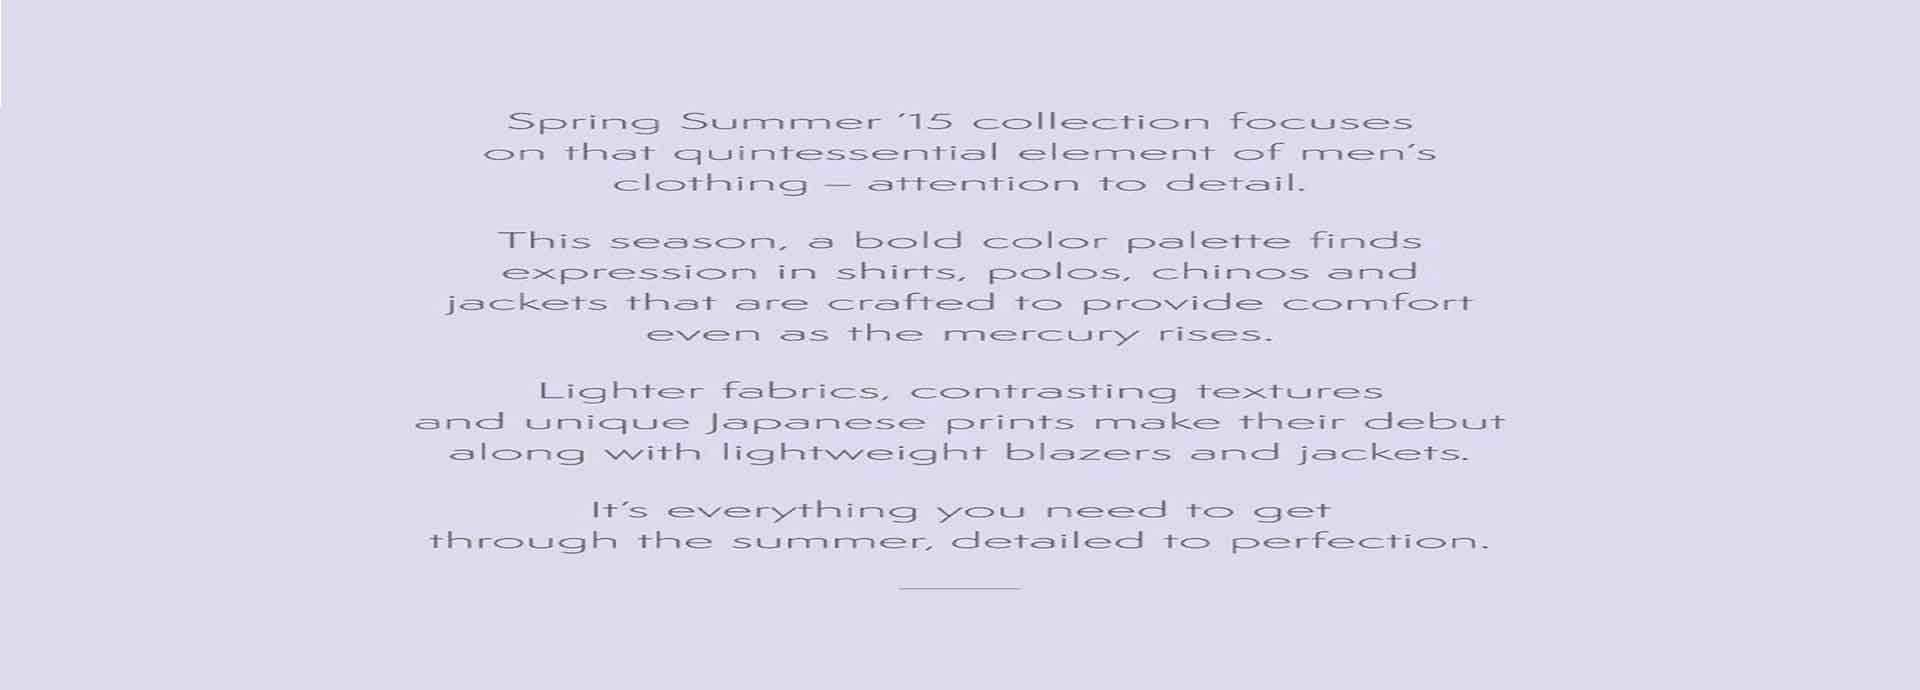 Spring Summer ’15 collection focuses
on that quintessential element of men’s
clothing – attention to detail.
This season, a bold color palette finds
expression in shirts, polos, chinos and
jackets that are crafted to provide comfort
even as the mercury rises.
Lighter fabrics, contrasting textures
and unique Japanese prints make their debut
along with lightweight blazers and jackets.
It’s everything you need to get
through the summer, detailed to perfection.